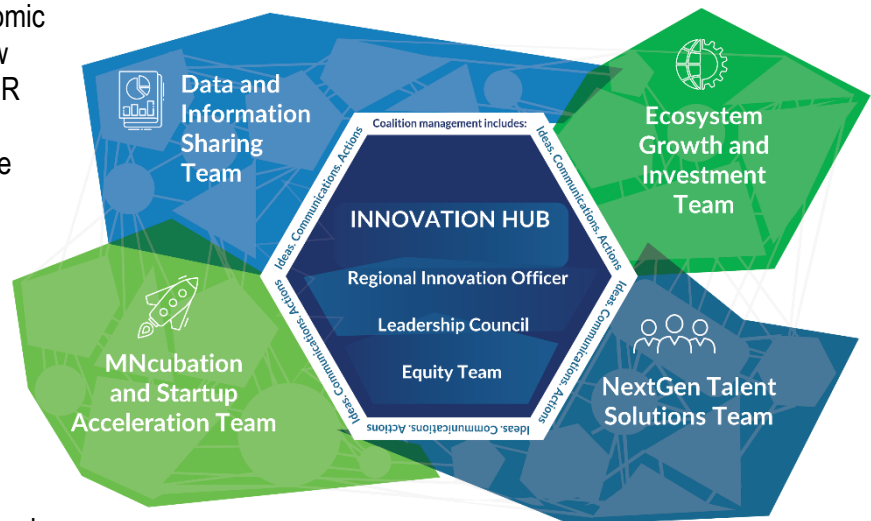 omic
w
R
e
Data and
Information
Sharing
Team
Ecosystem
Growth and
Investment
Team
Coalition management includes:
Ideas. Communications. Actions
Ideas. Communications. Actions
INNOVATION HUB
Regional Innovation Officer
Leadership Council
Equity Team
Ideas. Communications. Actions
Ideas. Communications. Actions
Ideas. Communications. Actions
MNcubation
and Startup
Acceleration Team
NextGen Talent
Solutions Team